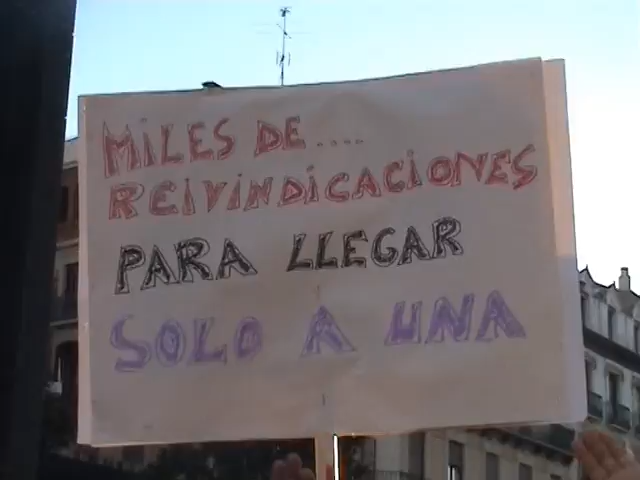 MiLES DE.....
REIVINDICACIONES
PARA LLEGAR
SOLO A UNA